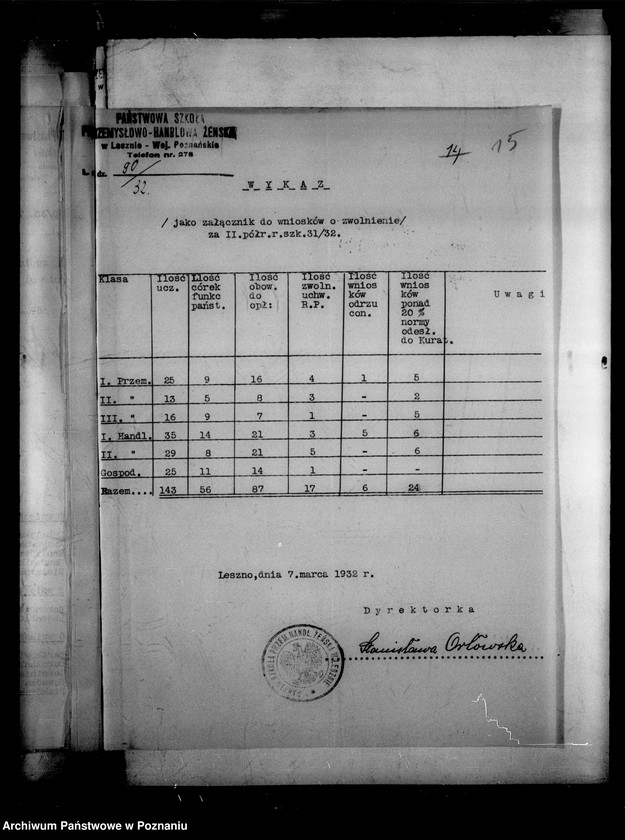 PAŃSTWOWA SZKOŁA
PRZEMYSŁOWO-HANDLOWA ŻEŃSKA
w Lesznie - Woj. Poznańskie
Telefon nr. 278
L. dz. 90/32.
14 15
W Y K A Z
/ jako załącznik do wniosków o zwolnienie/
za II.półr.r.szk.31/32.
Klasa | Ilość ucz. | Ilość córek funkc państ. | Ilość obow. do opł: | Ilość zwoln. uchw. R.P. | Ilość wnios ków odrzu con. | Ilość wnios ków ponad 20 % normy odesł. do Kurat. | U w a g i
I. Przem. 25 9 16 4 1 5
II. " 13 5 8 3 - 2
III. " 16 9 7 1 - 5
I. Handl. 35 14 21 3 5 6
II. " 29 8 21 5 - 6
Gospod. 25 11 14 1 - -
Razem.... 143 56 87 17 6 24
Leszno,dnia 7.marca 1932 r.
D y r e k t o r k a
Stanisława Orłowska
Archiwum Państwowe w Poznaniu